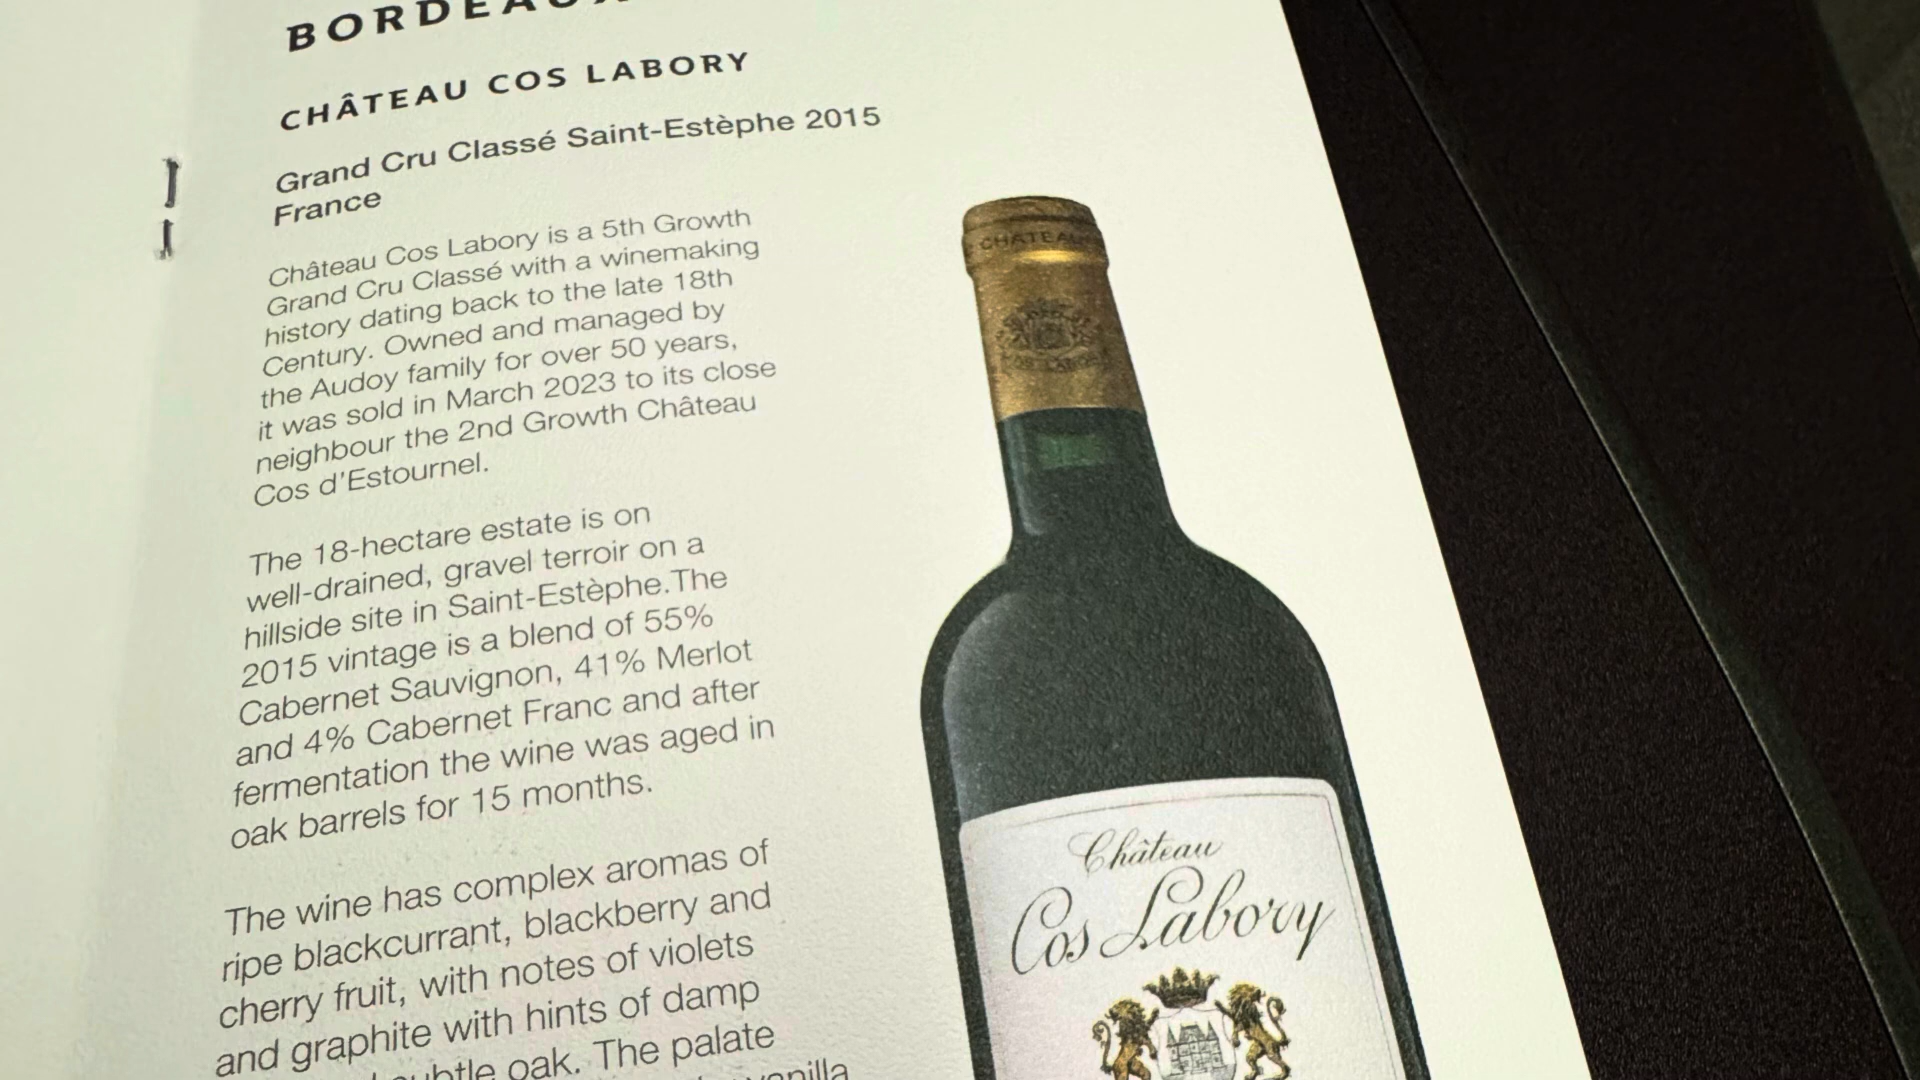 BORDEAUX
CHÂTEAU COS LABORY
Grand Cru Classé Saint-Estèphe 2015
France
Château Cos Labory is a 5th Growth
Grand Cru Classé with a winemaking
history dating back to the late 18th
Century. Owned and managed by
the Audoy family for over 50 years,
it was sold in March 2023 to its close
neighbour the 2nd Growth Château
Cos d'Estournel.
The 18-hectare estate is on
well-drained, gravel terroir on a
hillside site in Saint-Estèphe.The
2015 vintage is a blend of 55%
Cabernet Sauvignon, 41% Merlot
and 4% Cabernet Franc and after
fermentation the wine was aged in
oak barrels for 15 months.
The wine has complex aromas of
ripe blackcurrant, blackberry and
cherry fruit, with notes of violets
and graphite with hints of damp
subtle oak. The palate
vanilla
CHATEAU
COS LABORY
Château
Cos Labory